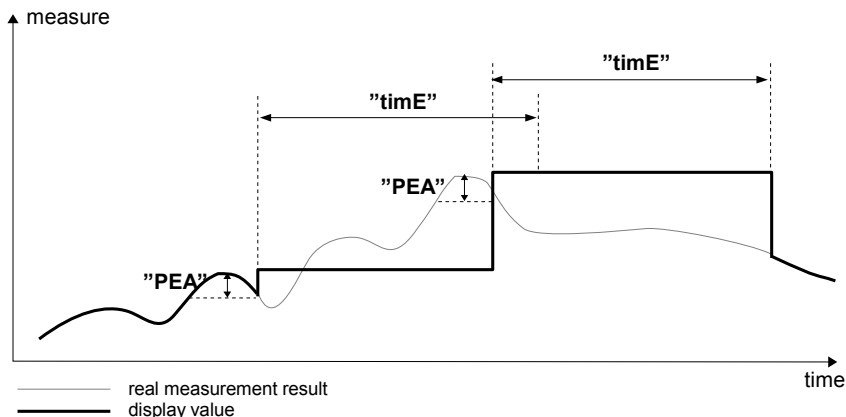 measure
”timE”
”timE”
”PEA”
”PEA”
time
real measurement result
display value